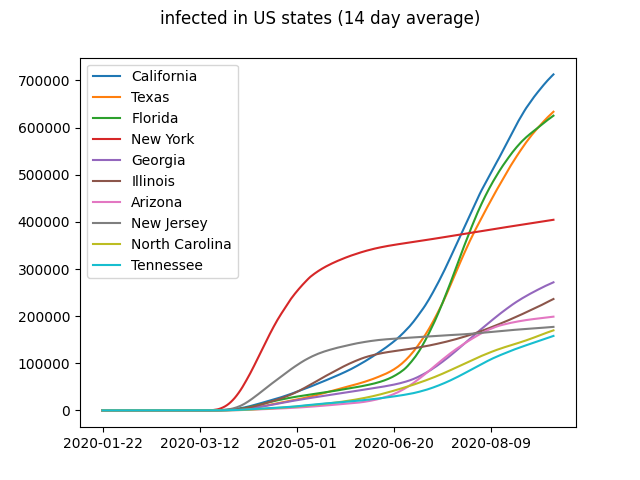 infected in US states (14 day average)
700000
600000
500000
400000
300000
200000
100000
0
California
Texas
Florida
New York
Georgia
Illinois
Arizona
New Jersey
North Carolina
Tennessee
2020-01-22 2020-03-12 2020-05-01 2020-06-20 2020-08-09